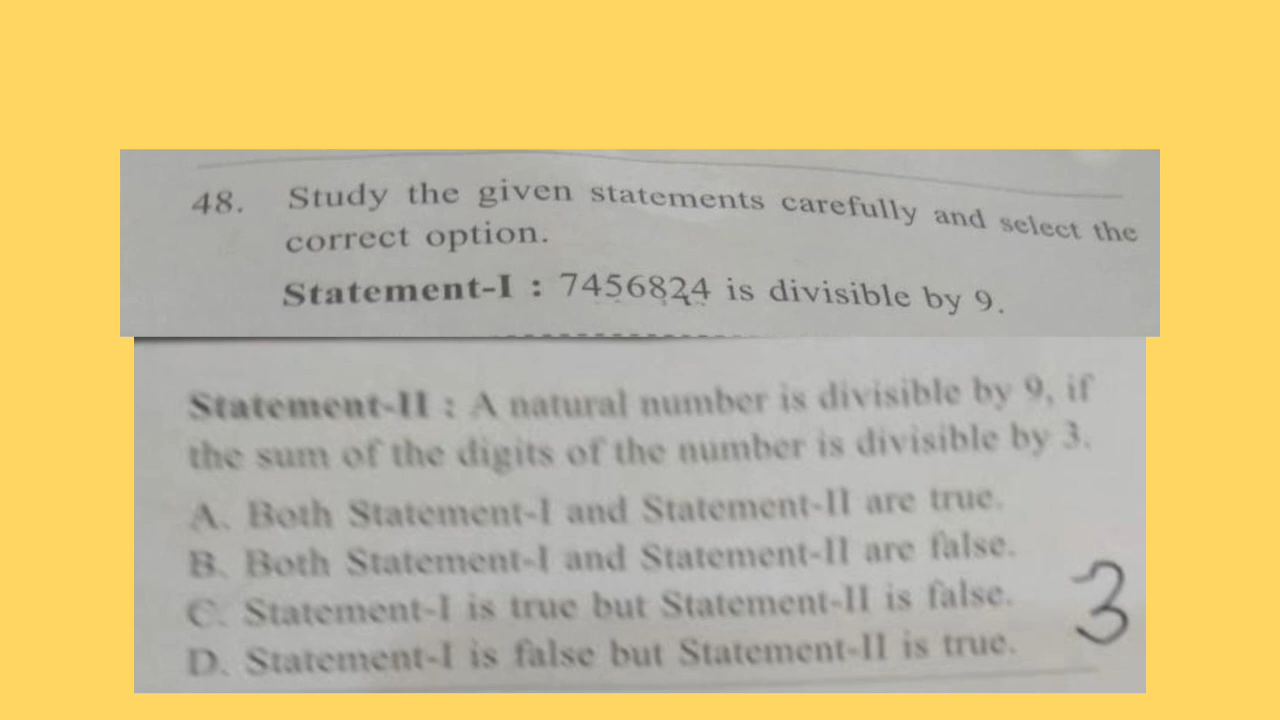 48. Study the given statements carefully and select the
correct option.
Statement-I : 7456824 is divisible by 9.
Statement-II : A natural number is divisible by 9, if
the sum of the digits of the number is divisible by 3.
A. Both Statement-I and Statement-II are true.
B. Both Statement-I and Statement-II are false.
C. Statement-I is true but Statement-II is false.
D. Statement-I is false but Statement-II is true.
3